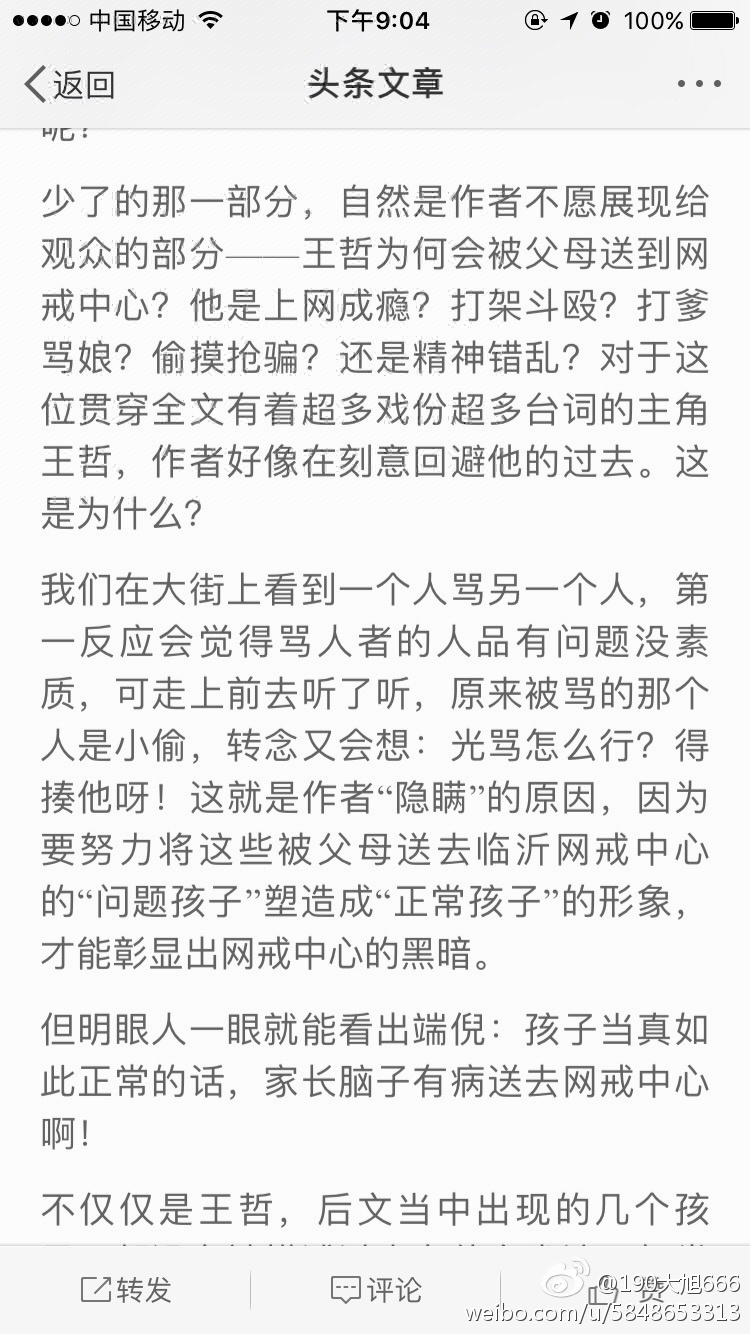 中国移动 下午9:04 100%
返回 头条文章
呢？
少了的那一部分，自然是作者不愿展现给
观众的部分——王哲为何会被父母送到网
戒中心？他是上网成瘾？打架斗殴？打爹
骂娘？偷摸抢骗？还是精神错乱？对于这
位贯穿全文有着超多戏份超多台词的主角
王哲，作者好像在刻意回避他的过去。这
是为什么？
我们在大街上看到一个人骂另一个人，第
一反应会觉得骂人者的人品有问题没素
质，可走上前去听了听，原来被骂的那个
人是小偷，转念又会想：光骂怎么行？得
揍他呀！这就是作者“隐瞒”的原因，因为
要努力将这些被父母送去临沂网戒中心
的“问题孩子”塑造成“正常孩子”的形象，
才能彰显出网戒中心的黑暗。
但明眼人一眼就能看出端倪：孩子当真如
此正常的话，家长脑子有病送去网戒中心
啊！
不仅仅是王哲，后文当中出现的几个孩
转发 评论 赞
@190大旭666
weibo.com/u/5848653313